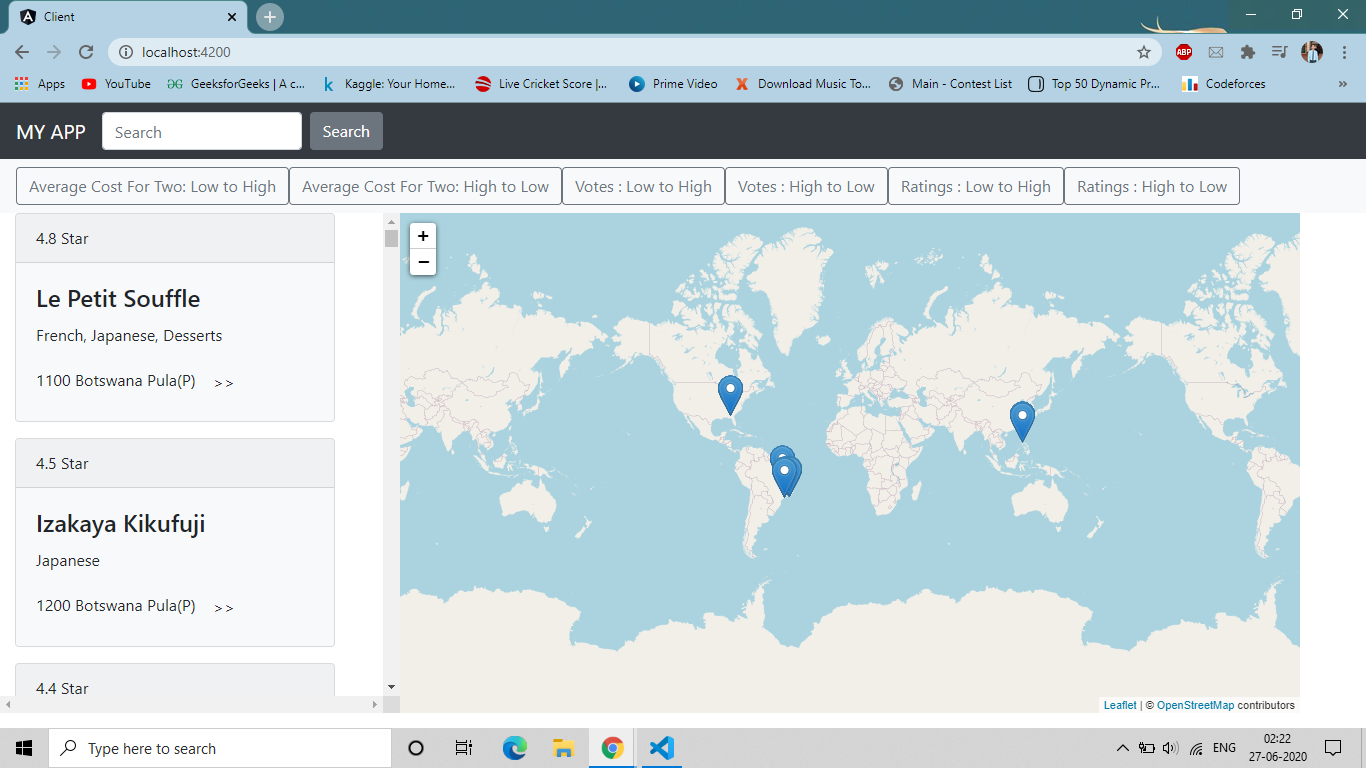 Client
localhost:4200
ABP
Apps YouTube GeeksforGeeks | A c... Kaggle: Your Home... Live Cricket Score |... Prime Video Download Music To... Main - Contest List Top 50 Dynamic Pr... Codeforces »
MY APP Search Search
Average Cost For Two: Low to High Average Cost For Two: High to Low Votes : Low to High Votes : High to Low Ratings : Low to High Ratings : High to Low
4.8 Star
Le Petit Souffle
French, Japanese, Desserts
1100 Botswana Pula(P) > >
4.5 Star
Izakaya Kikufuji
Japanese
1200 Botswana Pula(P) > >
4.4 Star
+
−
Leaflet | © OpenStreetMap contributors
Type here to search
ENG
02:22
27-06-2020